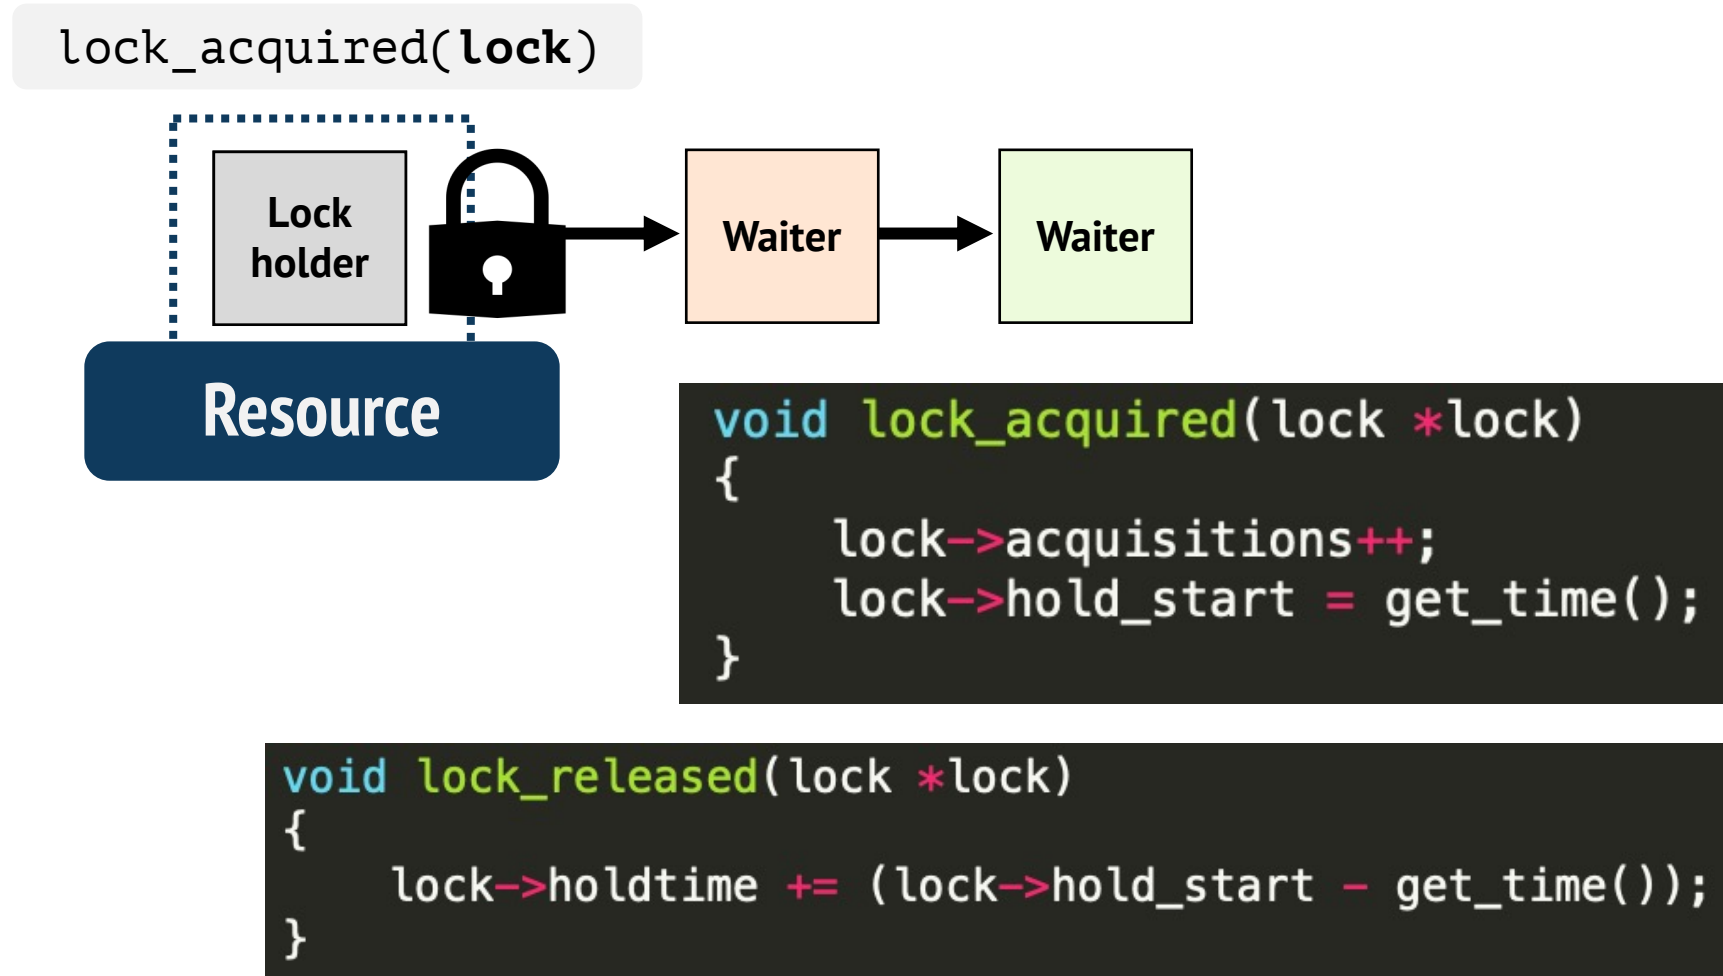 lock_acquired(lock)
Lock
holder
Waiter
Waiter
Resource
void lock_acquired(lock *lock)
{
    lock->acquisitions++;
    lock->hold_start = get_time();
}
void lock_released(lock *lock)
{
    lock->holdtime += (lock->hold_start - get_time());
}